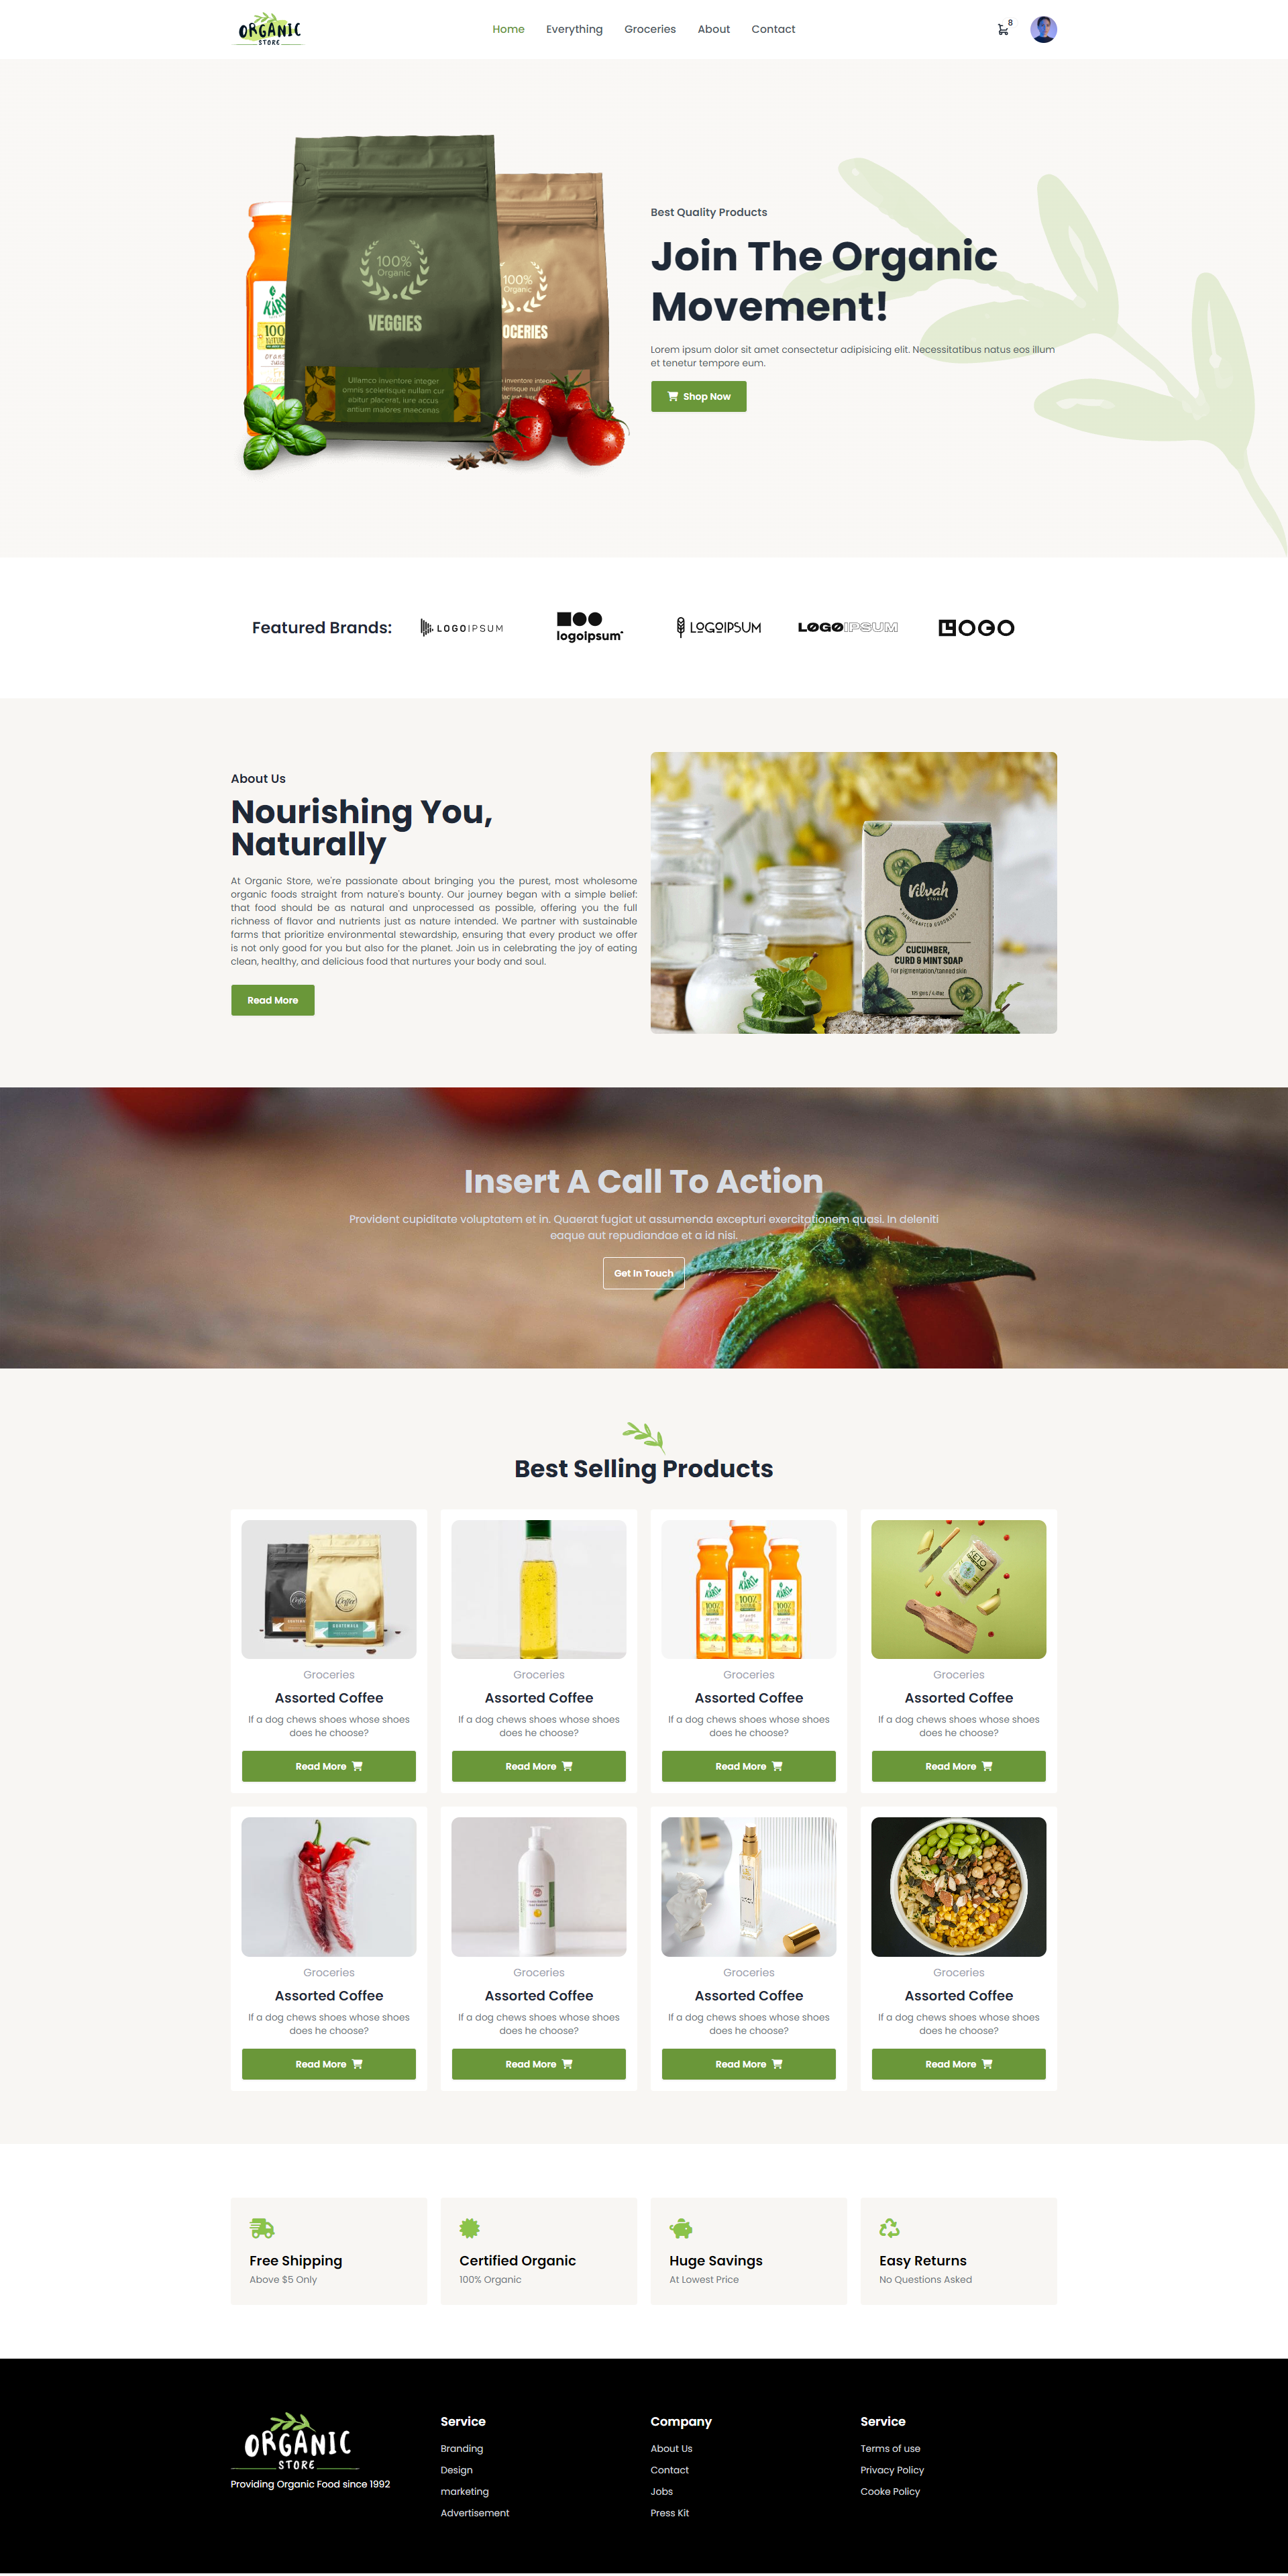 ORGANIC
STORE
Home
Everything
Groceries
About
Contact
8
100%
Organic
VEGGIES
Ullamco inventore integer
omnis scelerisque nullam cur
abitur placerat, iure accus
antium malores maecenas
100%
Organic
OCERIES
Best Quality Products
Join The Organic
Movement!
Lorem ipsum dolor sit amet consectetur adipisicing elit. Necessitatibus natus eos illum
et tenetur tempore eum.
Shop Now
Featured Brands:
LOGOIPSUM
logoipsum
LOGOIPSUM
LOGOIPSUM
LOGO
About Us
Nourishing You,
Naturally
At Organic Store, we're passionate about bringing you the purest, most wholesome
organic foods straight from nature's bounty. Our journey began with a simple belief:
that food should be as natural and unprocessed as possible, offering you the full
richness of flavor and nutrients just as nature intended. We partner with sustainable
farms that prioritize environmental stewardship, ensuring that every product we offer
is not only good for you but also for the planet. Join us in celebrating the joy of eating
clean, healthy, and delicious food that nurtures your body and soul.
Read More
Vilvah
STORE
HANDCRAFTED GOODNESS
CUCUMBER,
CURD & MINT SOAP
For pigmentation/tanned skin
Insert A Call To Action
Provident cupiditate voluptatem et in. Quaerat fugiat ut assumenda excepturi exercitationem quasi. In deleniti
eaque aut repudiandae et a id nisi.
Get In Touch
Best Selling Products
Groceries
Assorted Coffee
If a dog chews shoes whose shoes
does he choose?
Read More
Groceries
Assorted Coffee
If a dog chews shoes whose shoes
does he choose?
Read More
Groceries
Assorted Coffee
If a dog chews shoes whose shoes
does he choose?
Read More
KETO
Groceries
Assorted Coffee
If a dog chews shoes whose shoes
does he choose?
Read More
Groceries
Assorted Coffee
If a dog chews shoes whose shoes
does he choose?
Read More
Groceries
Assorted Coffee
If a dog chews shoes whose shoes
does he choose?
Read More
Groceries
Assorted Coffee
If a dog chews shoes whose shoes
does he choose?
Read More
Groceries
Assorted Coffee
If a dog chews shoes whose shoes
does he choose?
Read More
Free Shipping
Above $5 Only
Certified Organic
100% Organic
Huge Savings
At Lowest Price
Easy Returns
No Questions Asked
ORGANIC
STORE
Providing Organic Food since 1992
Service
Branding
Design
marketing
Advertisement
Company
About Us
Contact
Jobs
Press Kit
Service
Terms of use
Privacy Policy
Cooke Policy